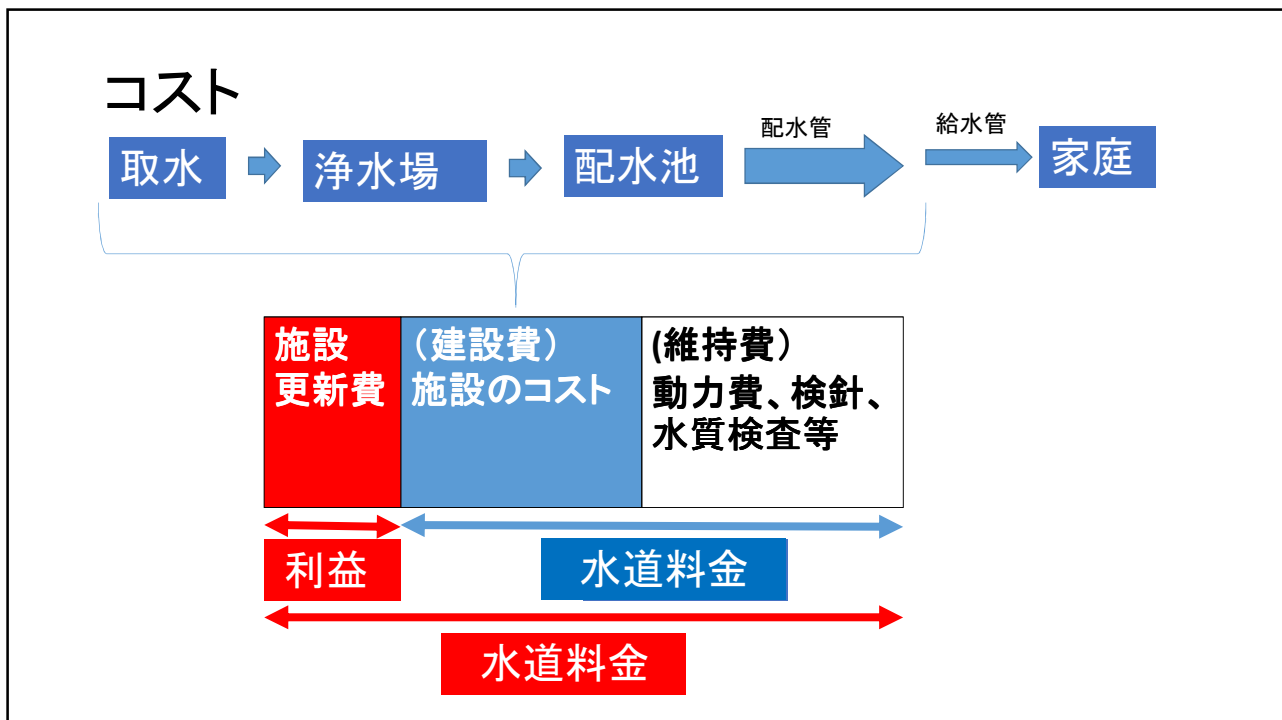 コスト
取水
浄水場
配水池
配水管
給水管
家庭
施設
更新費
（建設費）
施設のコスト
(維持費）
動力費、検針、
水質検査等
利益
水道料金
水道料金